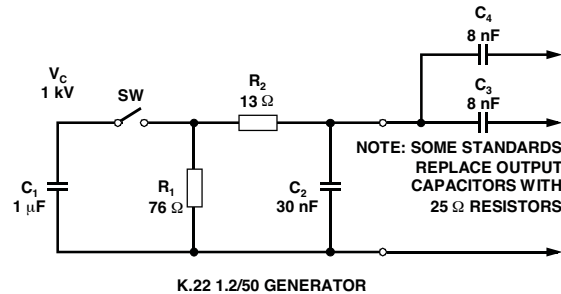 C4
8 nF
VC
1 kV
SW
R2
13 Ω
C3
8 nF
NOTE: SOME STANDARDS
REPLACE OUTPUT
CAPACITORS WITH
25 Ω RESISTORS
C1
1 µF
R1
76 Ω
C2
30 nF
K.22 1.2/50 GENERATOR